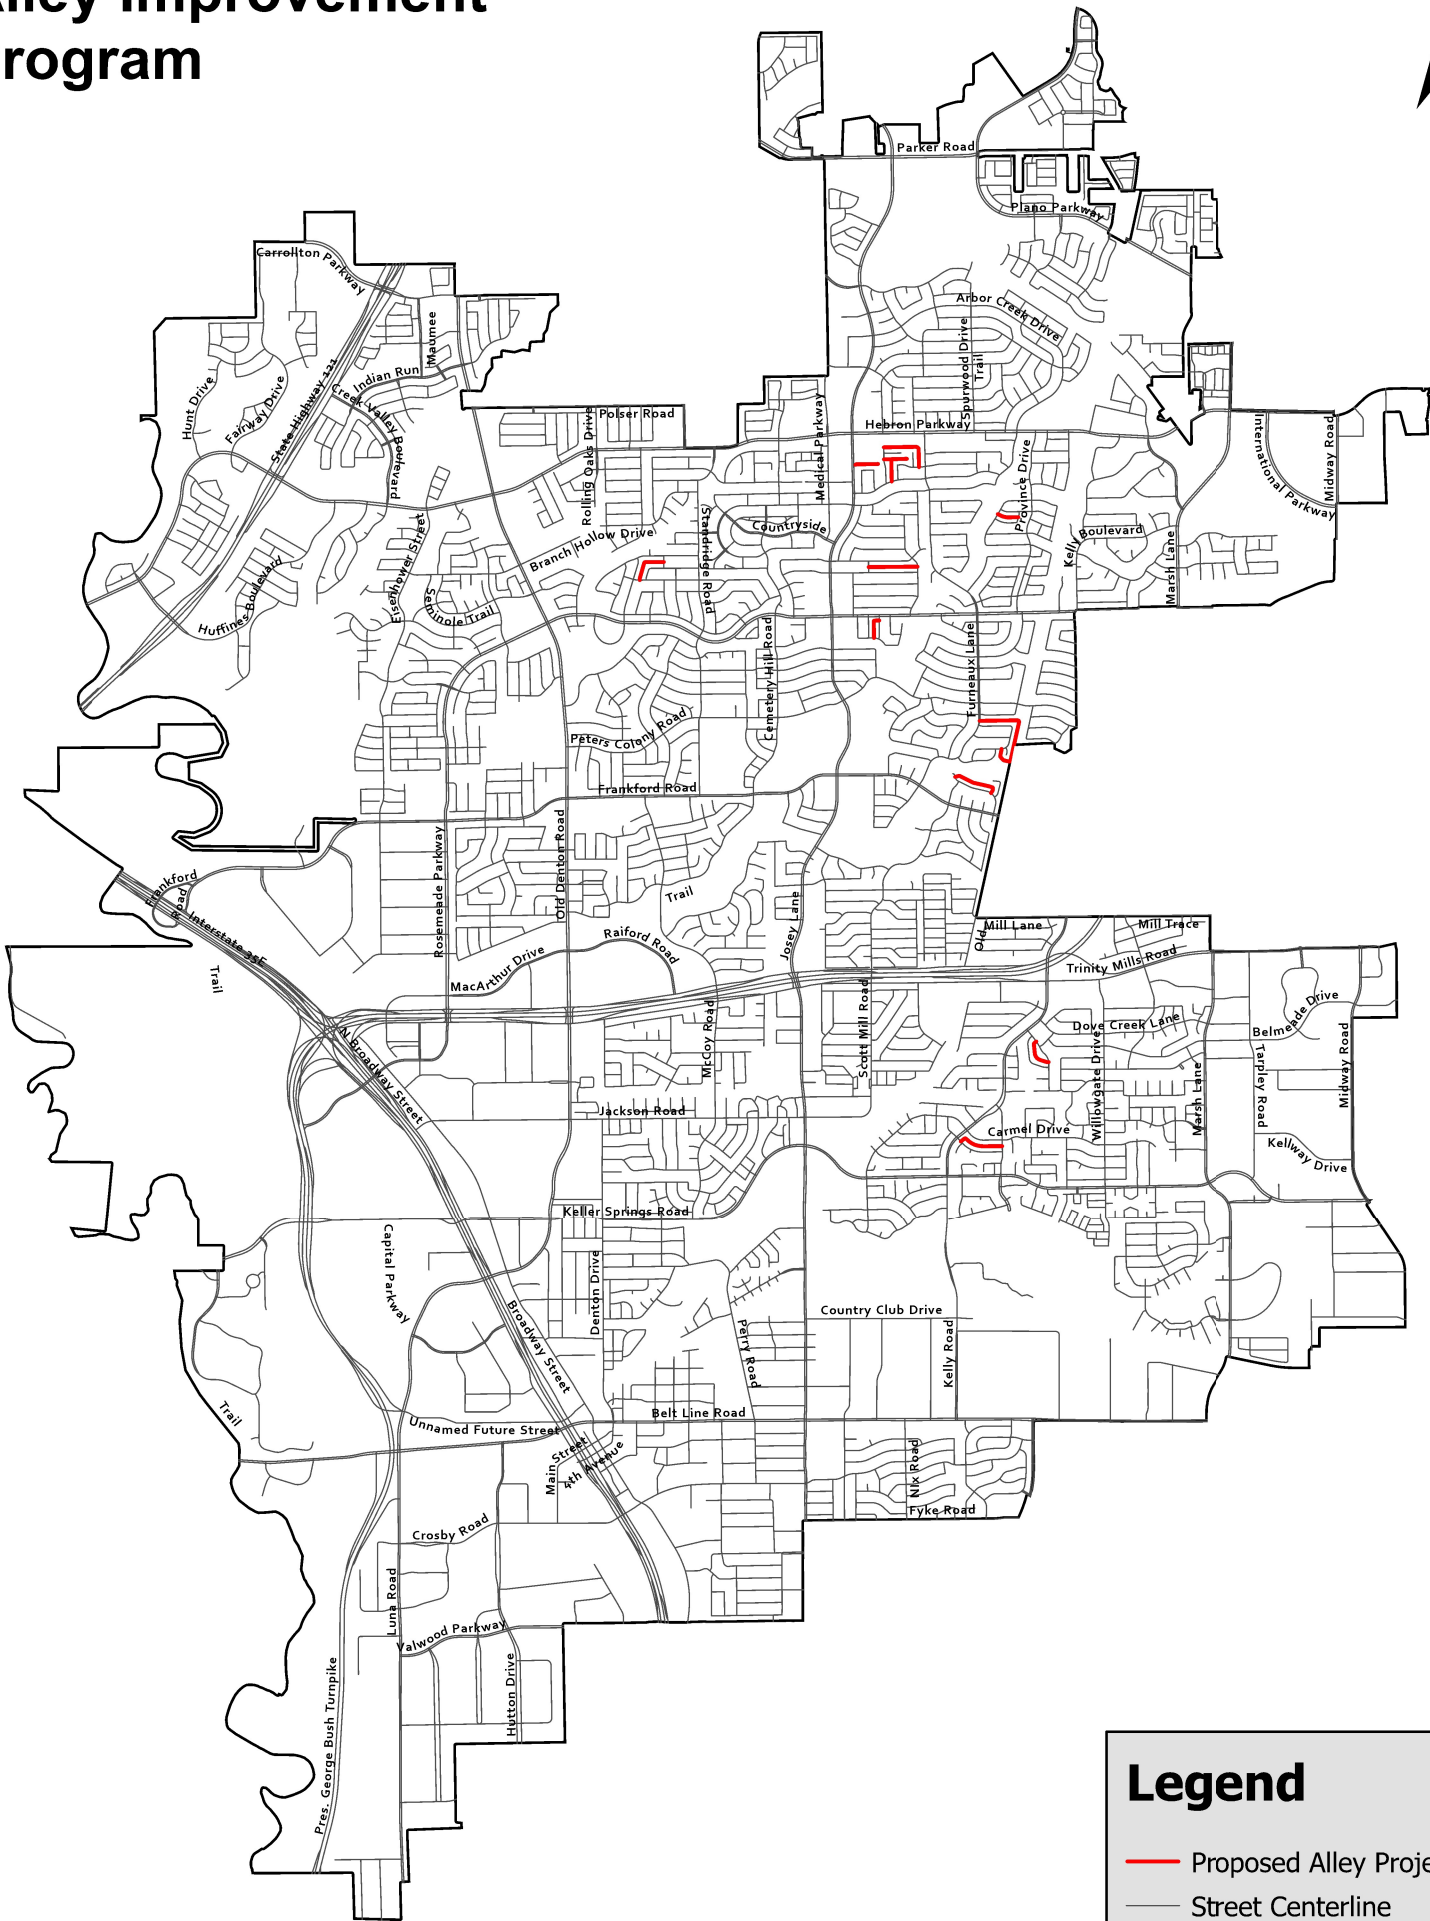 Alley Improvement
rogram
Parker Road
Plano Parkway
Carrollton Parkway
Arbor Creek Drive
Maumee
Spurwood Drive
Trail
Indian Run
State Highway 121
Hunt Drive
Fairway Drive
Creek Valley Boulevard
Polser Road
Hebron Parkway
Medical Parkway
Rolling Oaks Drive
Province Drive
International Parkway
Midway Road
Standridge Road
Countryside
Kelly Boulevard
Marsh Lane
Branch Hollow Drive
Eisenhower Street
Seminole Trail
Huffines Boulevard
Cemetery Hill Road
Furneaux Lane
Peters Colony Road
Frankford Road
Rosemeade Parkway
Old Denton Road
Frankford Road
Trail
Josey Lane
Old
Mill Lane
Mill Trace
Interstate 35E
Trail
Raiford Road
MacArthur Drive
Trinity Mills Road
Scott Mill Road
McCoy Road
N Broadway Street
Dove Creek Lane
Belmeade Drive
Willowgate Drive
Marsh Lane
Tarpley Road
Midway Road
Jackson Road
Carmel Drive
Kellway Drive
Keller Springs Road
Capital Parkway
Denton Drive
Broadway Street
Country Club Drive
Perry Road
Kelly Road
Trail
Belt Line Road
Unnamed Future Street
Main Street
4th Avenue
Nix Road
Fyke Road
Crosby Road
Luna Road
Valwood Parkway
Hutton Drive
Pres. George Bush Turnpike
Legend
Proposed Alley Proje
Street Centerline